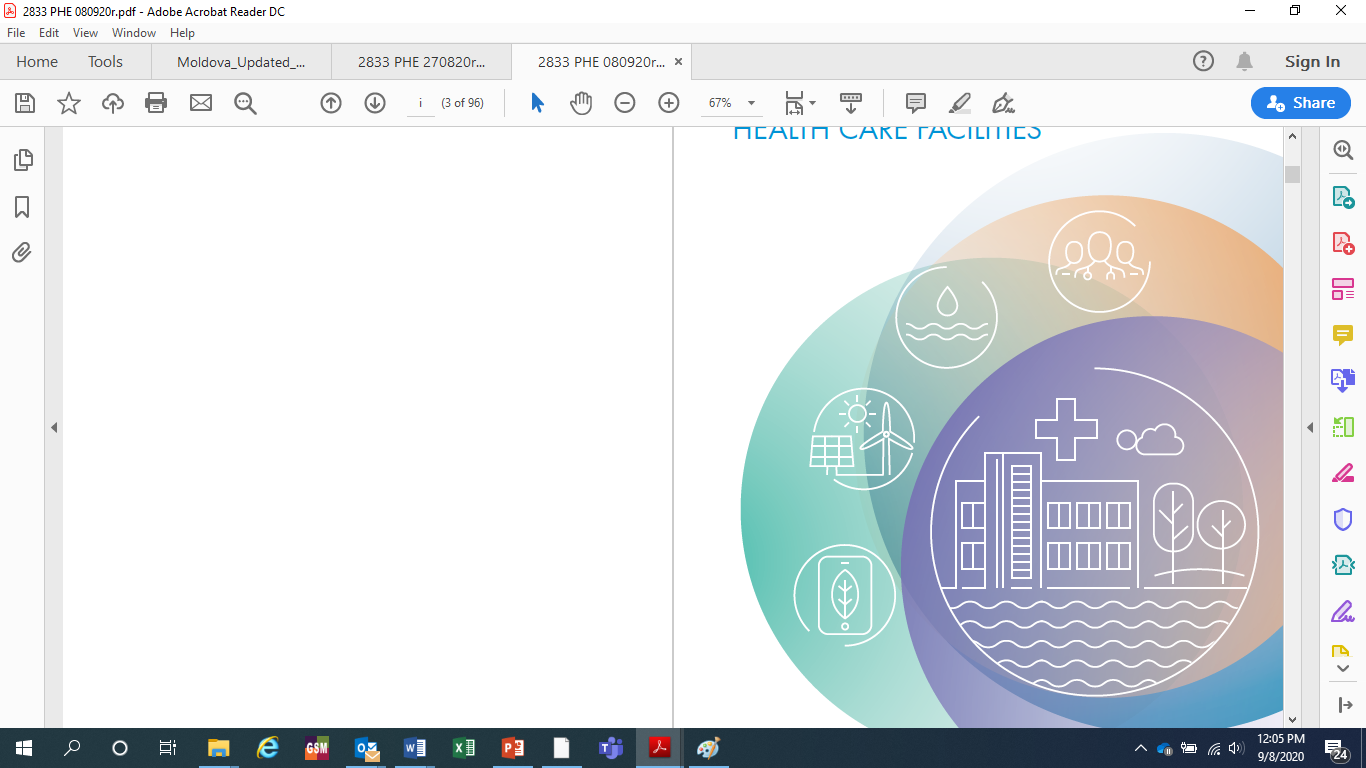 2833 PHE 080920r.pdf - Adobe Acrobat Reader DC
File Edit View Window Help
Home Tools Moldova_Updated_... 2833 PHE 270820r... 2833 PHE 080920r... ×
Sign In
i (3 of 96) 67% Share
HEALTH CARE FACILITIES
GSM
12:05 PM
9/8/2020
24